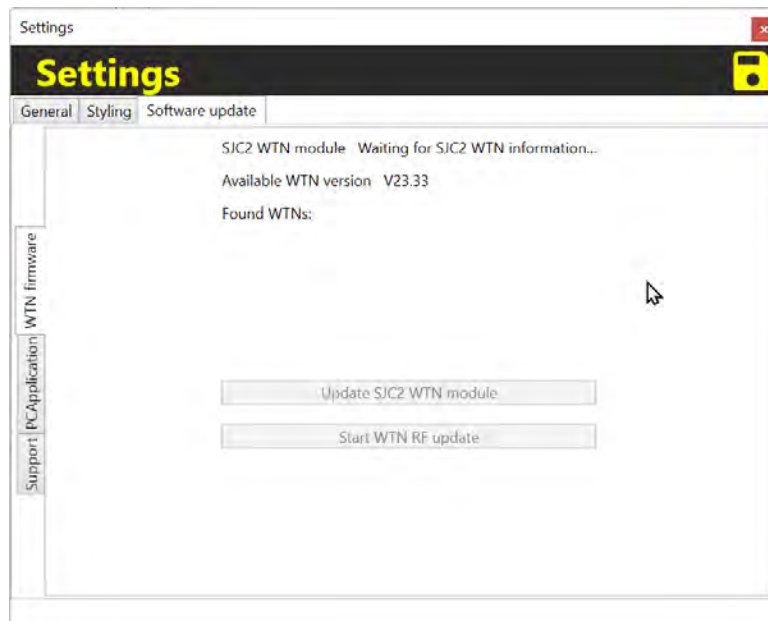 Settings
Settings
General Styling Software update
SJC2 WTN module Waiting for SJC2 WTN information...
Available WTN version V23.33
Found WTNs:
WTN firmware
PCApplication
Support
Update SJC2 WTN module
Start WTN RF update